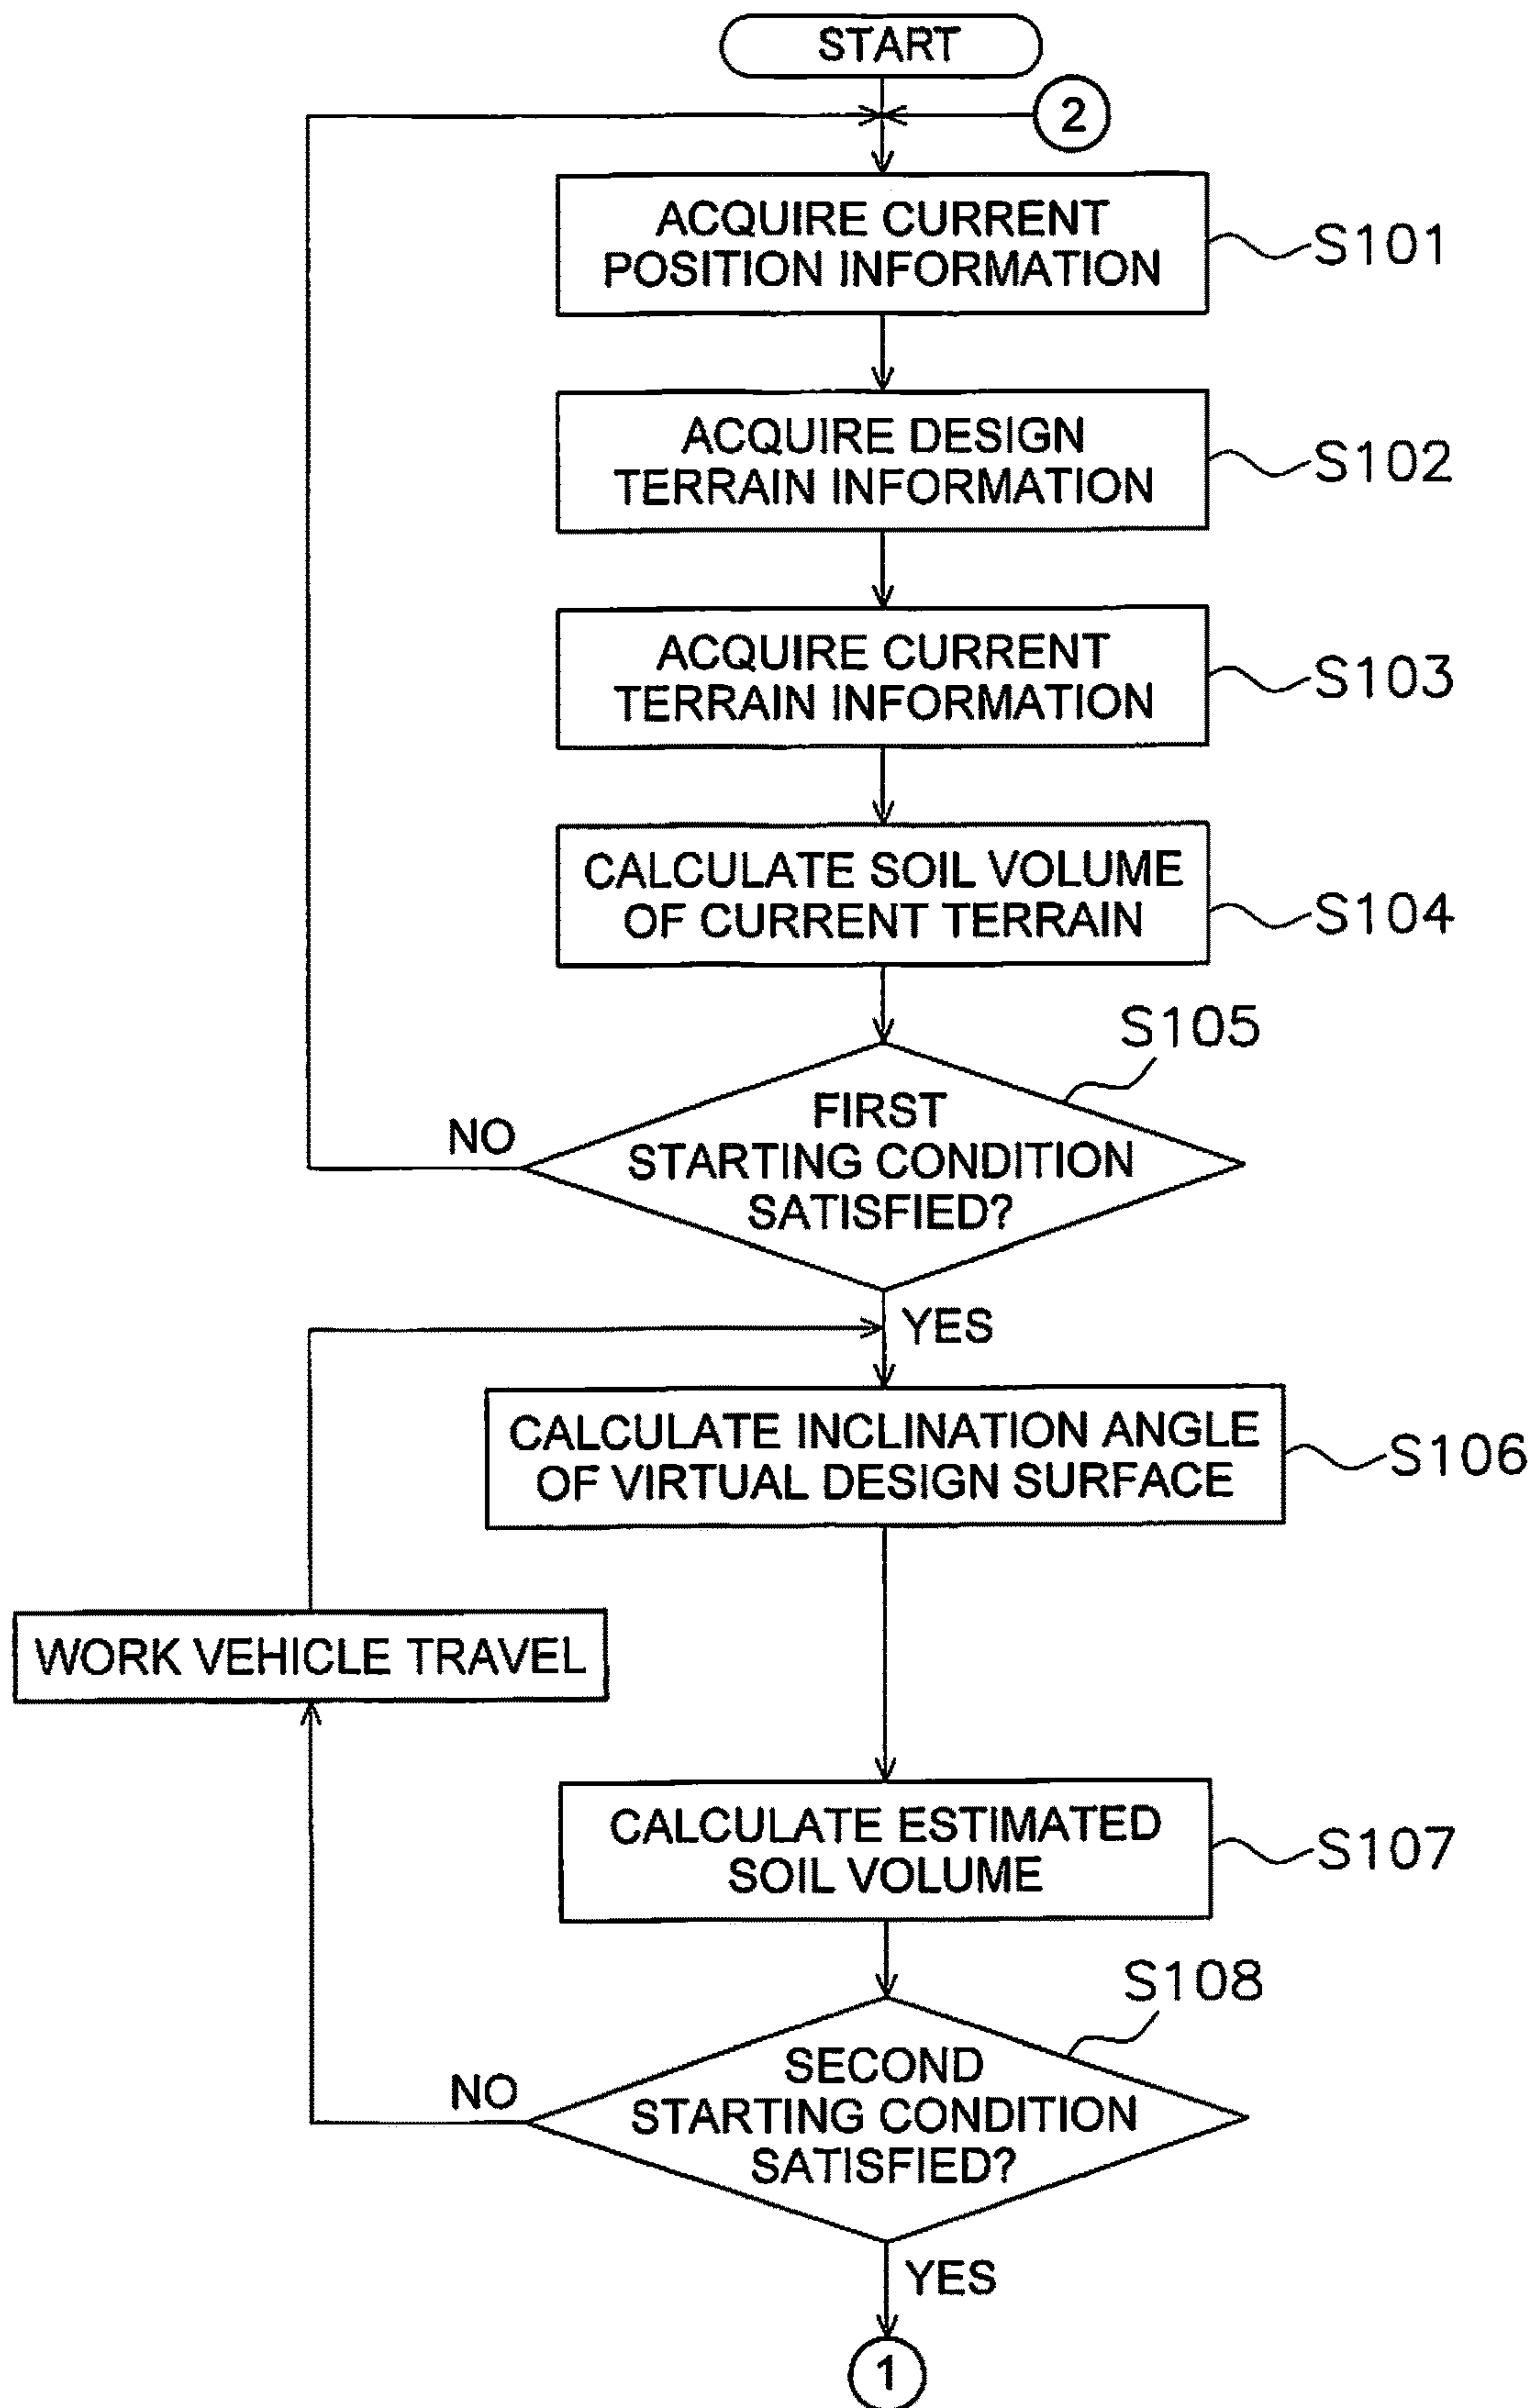 START
2
ACQUIRE CURRENT
POSITION INFORMATION
S101
ACQUIRE DESIGN
TERRAIN INFORMATION
S102
ACQUIRE CURRENT
TERRAIN INFORMATION
S103
CALCULATE SOIL VOLUME
OF CURRENT TERRAIN
S104
S105
FIRST
STARTING CONDITION
SATISFIED?
NO
YES
CALCULATE INCLINATION ANGLE
OF VIRTUAL DESIGN SURFACE
S106
WORK VEHICLE TRAVEL
CALCULATE ESTIMATED
SOIL VOLUME
S107
S108
SECOND
STARTING CONDITION
SATISFIED?
NO
YES
1